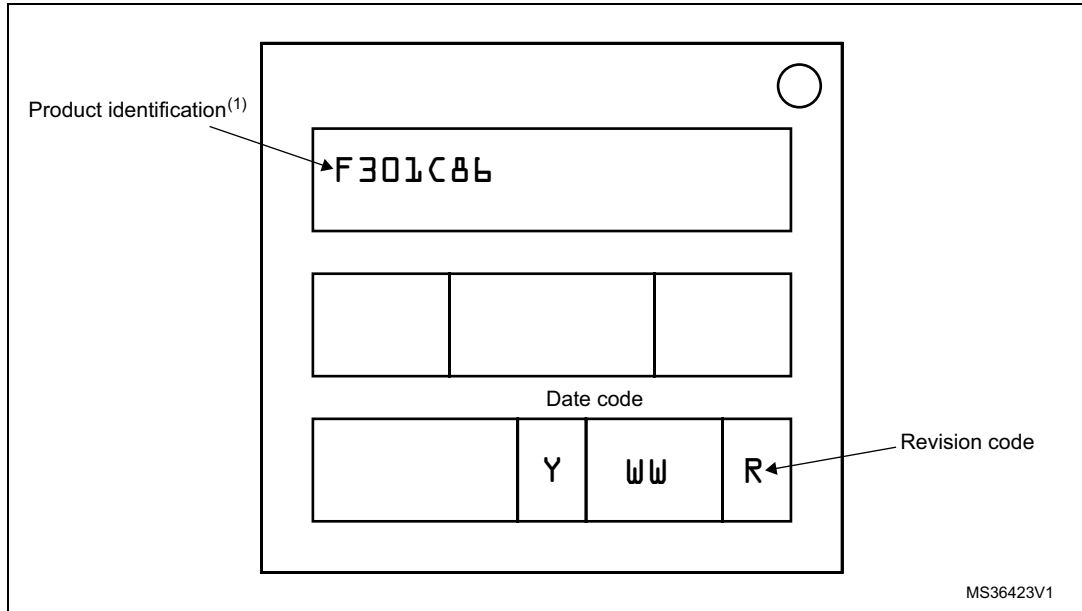 Product identification(1)
F301C86
Date code
Y WW R
Revision code
MS36423V1